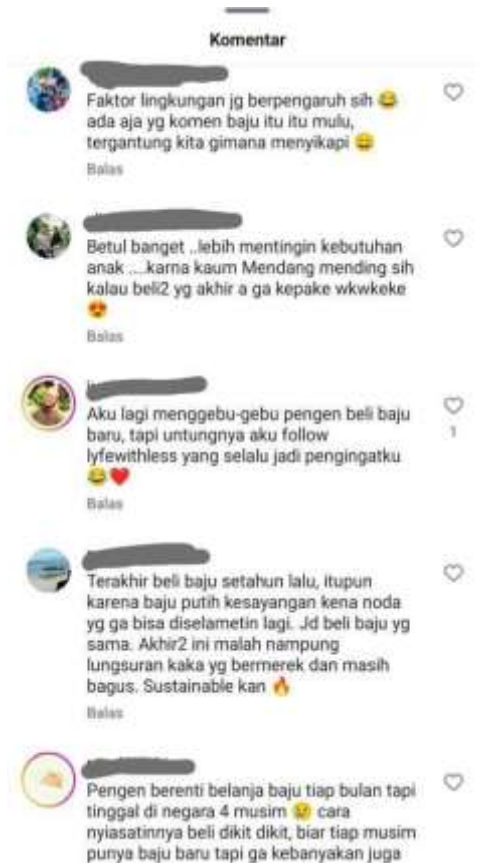 Komentar
Faktor lingkungan jg berpengaruh sih 😂
ada aja yg komen baju itu itu mulu,
tergantung kita gimana menyikapi 😄
Balas
Betul banget ..lebih mentingin kebutuhan
anak ....karna kaum Mendang mending sih
kalau beli2 yg akhir a ga kepake wkwkeke
😍
Balas
Aku lagi menggebu-gebu pengen beli baju
baru, tapi untungnya aku follow
lyfewithless yang selalu jadi pengingatku
😂❤️
1
Balas
Terakhir beli baju setahun lalu, itupun
karena baju putih kesayangan kena noda
yg ga bisa diselametin lagi. Jd beli baju yg
sama. Akhir2 ini malah nampung
lungsuran kaka yg bermerek dan masih
bagus. Sustainable kan 🔥
Balas
Pengen berenti belanja baju tiap bulan tapi
tinggal di negara 4 musim 😢 cara
nyiasatinnya beli dikit dikit, biar tiap musim
punya baju baru tapi ga kebanyakan juga